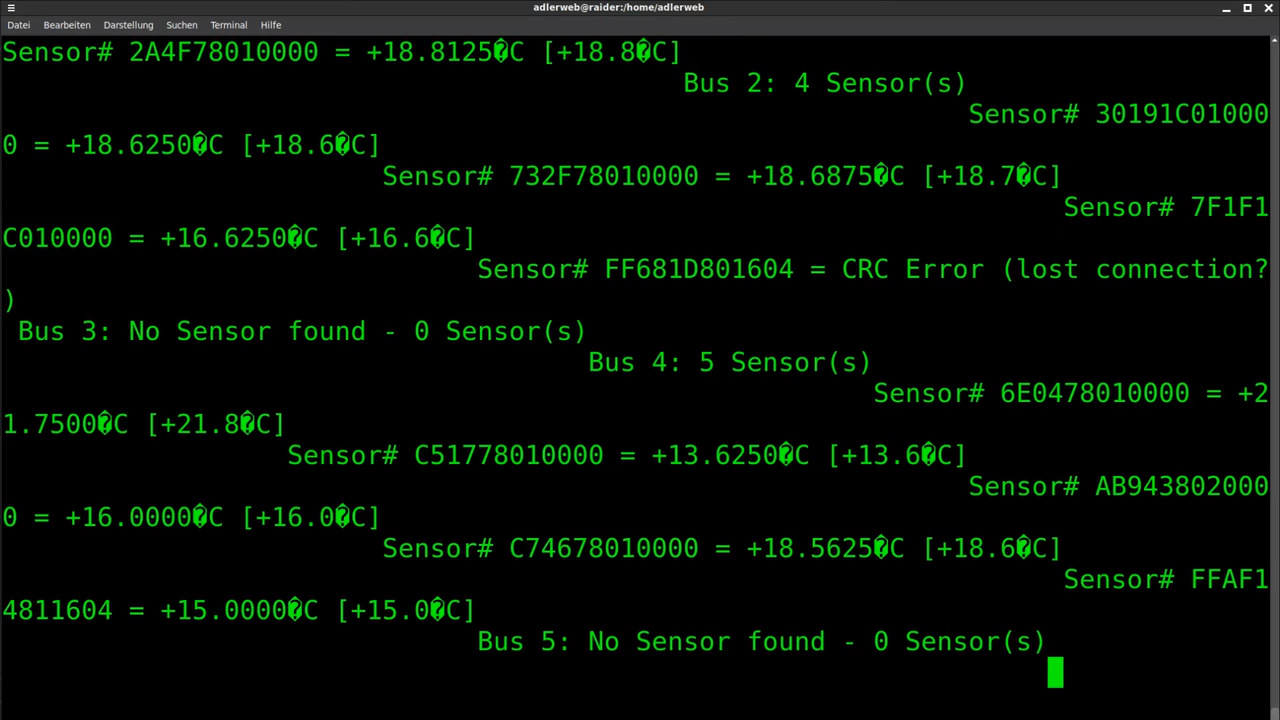 adlerweb@raider:/home/adlerweb
Datei Bearbeiten Darstellung Suchen Terminal Hilfe
Sensor# 2A4F78010000 = +18.8125�C [+18.8�C]
Bus 2: 4 Sensor(s)
Sensor# 30191C01000
0 = +18.6250�C [+18.6�C]
Sensor# 732F78010000 = +18.6875�C [+18.7�C]
Sensor# 7F1F1
C010000 = +16.6250�C [+16.6�C]
Sensor# FF681D801604 = CRC Error (lost connection?
)
Bus 3: No Sensor found - 0 Sensor(s)
Bus 4: 5 Sensor(s)
Sensor# 6E0478010000 = +2
1.7500�C [+21.8�C]
Sensor# C51778010000 = +13.6250�C [+13.6�C]
Sensor# AB943802000
0 = +16.0000�C [+16.0�C]
Sensor# C74678010000 = +18.5625�C [+18.6�C]
Sensor# FFAF1
4811604 = +15.0000�C [+15.0�C]
Bus 5: No Sensor found - 0 Sensor(s)